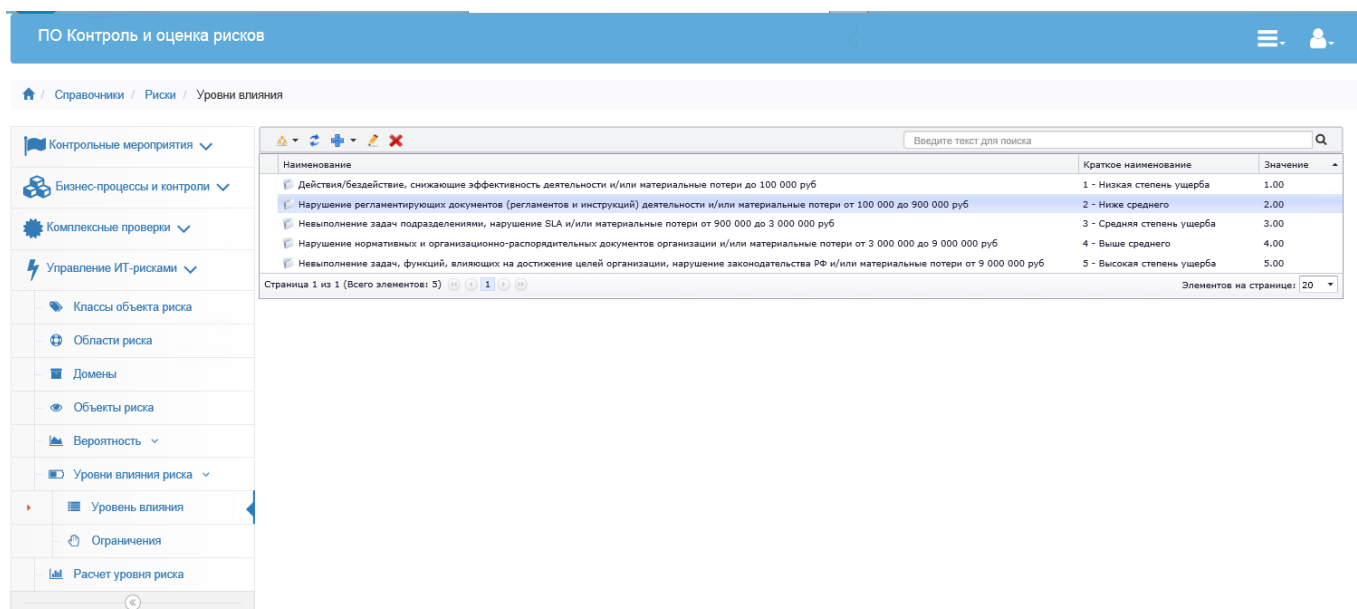 ПО Контроль и оценка рисков
/ Справочники / Риски / Уровни влияния
Контрольные мероприятия
Бизнес-процессы и контроли
Комплексные проверки
Управление ИТ-рисками
Классы объекта риска
Области риска
Домены
Объекты риска
Вероятность
Уровни влияния риска
Уровень влияния
Ограничения
Расчет уровня риска
Введите текст для поиска
Наименование Краткое наименование Значение
Действия/бездействие, снижающие эффективность деятельности и/или материальные потери до 100 000 руб 1 - Низкая степень ущерба 1.00
Нарушение регламентирующих документов (регламентов и инструкций) деятельности и/или материальные потери от 100 000 до 900 000 руб 2 - Ниже среднего 2.00
Невыполнение задач подразделениями, нарушение SLA и/или материальные потери от 900 000 до 3 000 000 руб 3 - Средняя степень ущерба 3.00
Нарушение нормативных и организационно-распорядительных документов организации и/или материальные потери от 3 000 000 до 9 000 000 руб 4 - Выше среднего 4.00
Невыполнение задач, функций, влияющих на достижение целей организации, нарушение законодательства РФ и/или материальные потери от 9 000 000 руб 5 - Высокая степень ущерба 5.00
Страница 1 из 1 (Всего элементов: 5) 1 Элементов на странице: 20